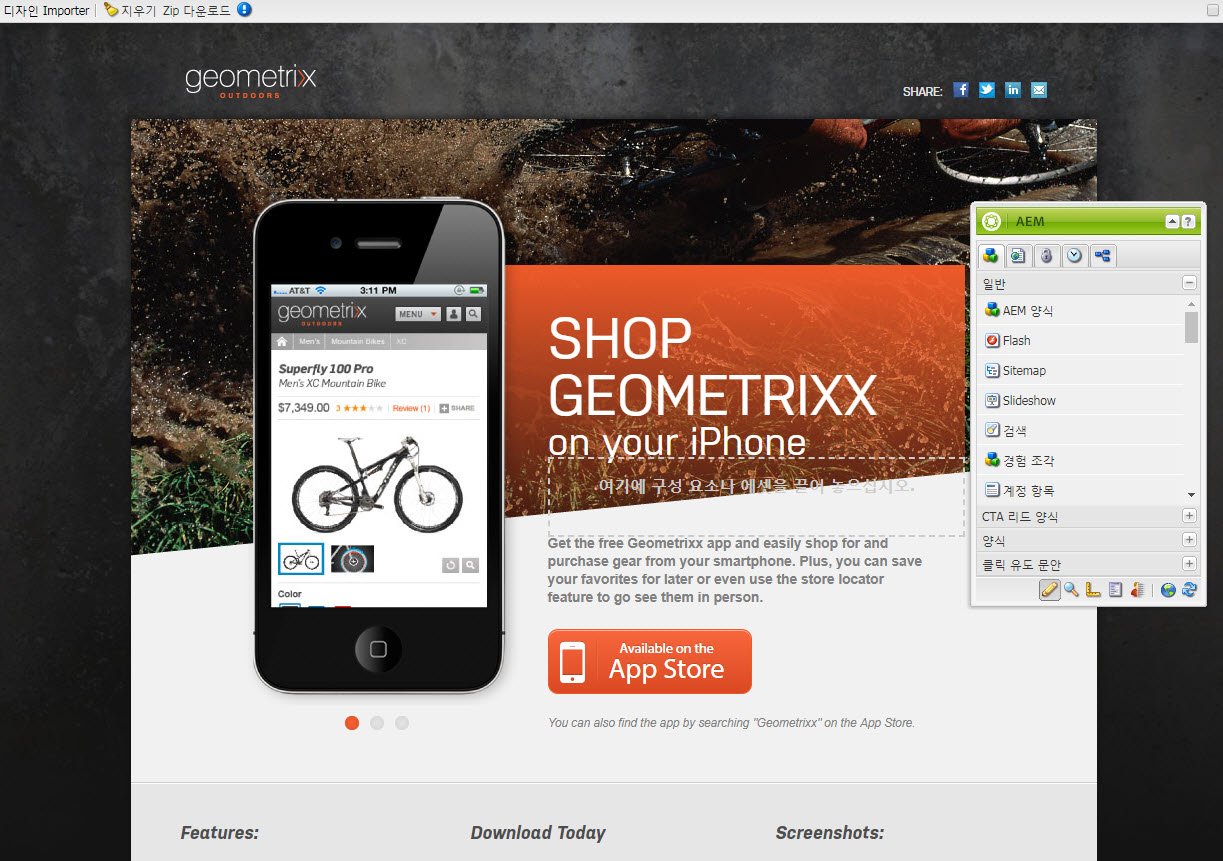 디자인 Importer 지우기 Zip 다운로드
geometrixx
OUTDOORS
SHARE:
AT&T 3:11 PM
geometrixx
OUTDOORS
MENU
Men's Mountain Bikes XC
Superfly 100 Pro
Men's XC Mountain Bike
$7,349.00 3 Review (1) SHARE
Color
SHOP
GEOMETRIXX
on your iPhone
여기에 구성 요소나 에셋을 끌어 놓으십시오.
Get the free Geometrixx app and easily shop for and
purchase gear from your smartphone. Plus, you can save
your favorites for later or even use the store locator
feature to go see them in person.
Available on the
App Store
You can also find the app by searching "Geometrixx" on the App Store.
AEM
일반
AEM 양식
Flash
Sitemap
Slideshow
검색
경험 조각
계정 항목
CTA 리드 양식
양식
클릭 유도 문안
Features:
Download Today
Screenshots: